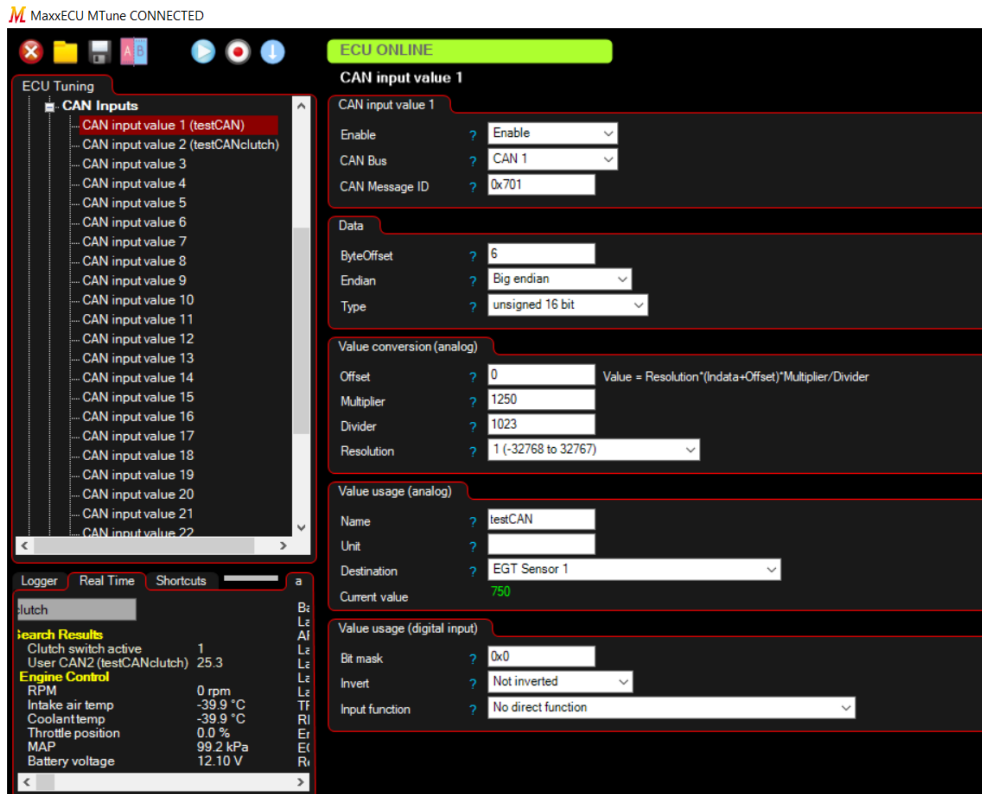 MaxxECU MTune CONNECTED
ECU ONLINE
CAN input value 1
ECU Tuning
CAN Inputs
CAN input value 1 (testCAN)
CAN input value 2 (testCANclutch)
CAN input value 3
CAN input value 4
CAN input value 5
CAN input value 6
CAN input value 7
CAN input value 8
CAN input value 9
CAN input value 10
CAN input value 11
CAN input value 12
CAN input value 13
CAN input value 14
CAN input value 15
CAN input value 16
CAN input value 17
CAN input value 18
CAN input value 19
CAN input value 20
CAN input value 21
CAN input value 22
CAN input value 1
Enable ? Enable
CAN Bus ? CAN 1
CAN Message ID ? 0x701
Data
ByteOffset ? 6
Endian ? Big endian
Type ? unsigned 16 bit
Value conversion (analog)
Offset ? 0 Value = Resolution*(Indata+Offset)*Multiplier/Divider
Multiplier ? 1250
Divider ? 1023
Resolution ? 1 (-32768 to 32767)
Value usage (analog)
Name ? testCAN
Unit ?
Destination ? EGT Sensor 1
Current value 750
Value usage (digital input)
Bit mask ? 0x0
Invert ? Not inverted
Input function ? No direct function
Logger Real Time Shortcuts a
clutch
Search Results
Clutch switch active 1
User CAN2 (testCANclutch) 25.3
Engine Control
RPM 0 rpm
Intake air temp -39.9 °C
Coolant temp -39.9 °C
Throttle position 0.0 %
MAP 99.2 kPa
Battery voltage 12.10 V